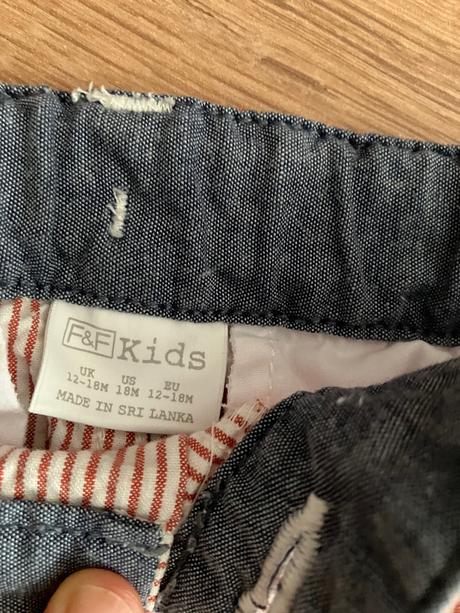 F&F Kids
UK US EU
12-18M 18M 12-18M
MADE IN SRI LANKA